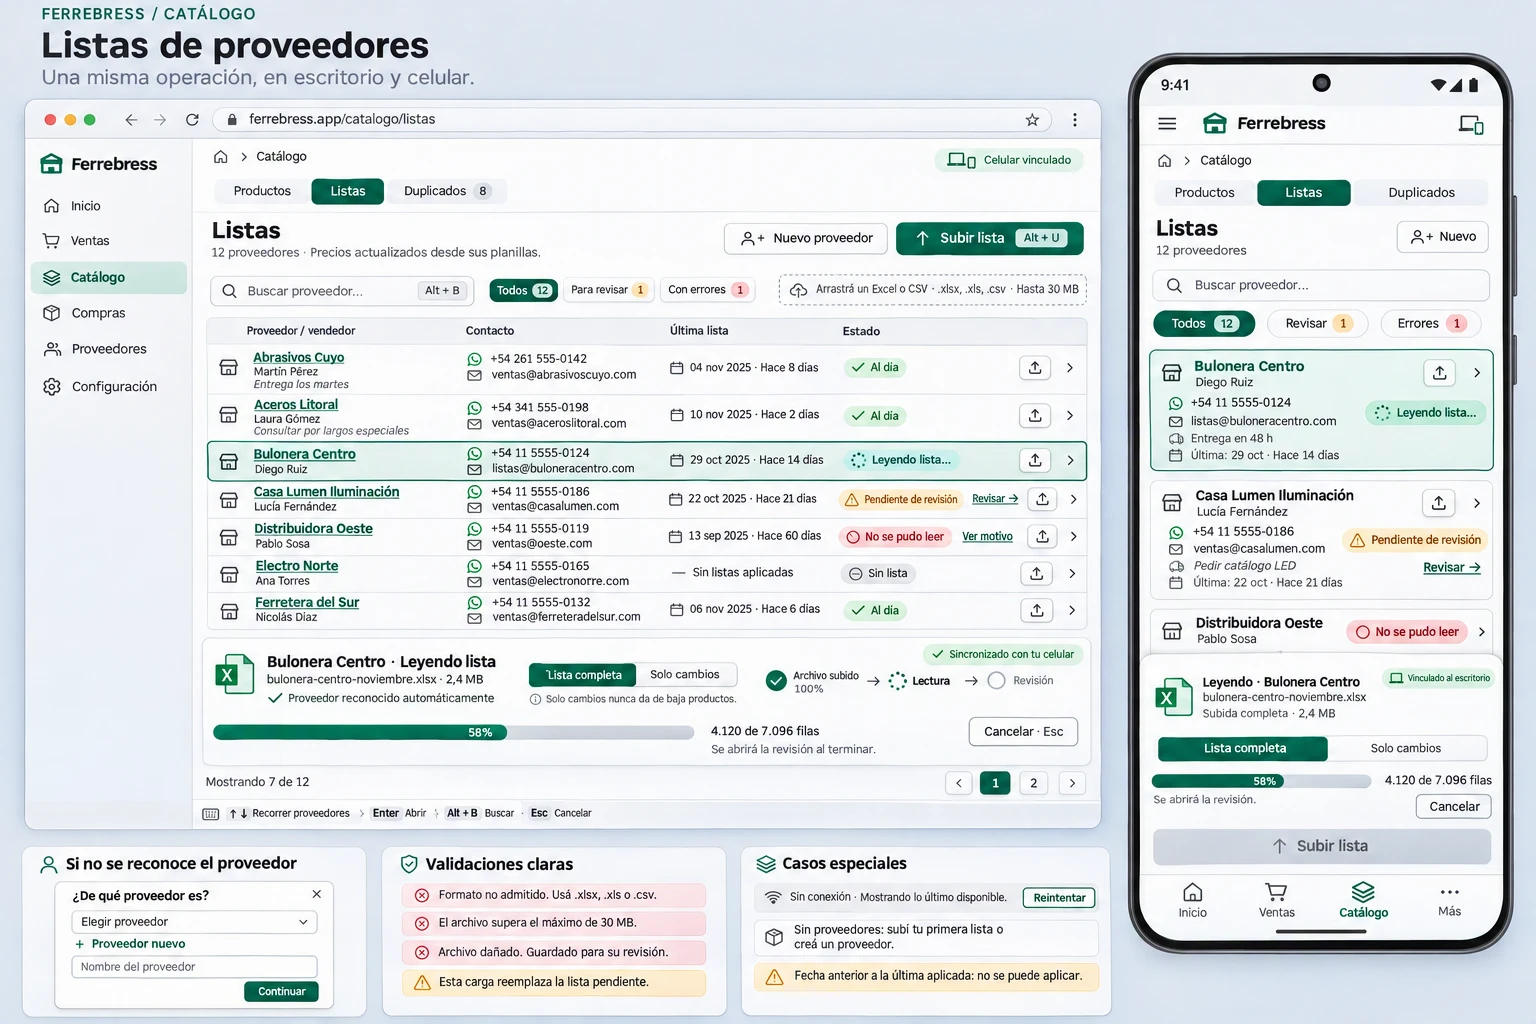 FERREBRESS / CATÁLOGO
Listas de proveedores
Una misma operación, en escritorio y celular.
ferrebress.app/catalogo/listas
Ferrebress
Inicio
Ventas
Catálogo
Compras
Proveedores
Configuración
Catálogo
Celular vinculado
Productos
Listas
Duplicados 8
Listas
12 proveedores · Precios actualizados desde sus planillas.
Nuevo proveedor
Subir lista Alt + U
Buscar proveedor... Alt + B
Todos 12
Para revisar 1
Con errores 1
Arrastrá un Excel o CSV · .xlsx, .xls, .csv · Hasta 30 MB
Proveedor / vendedor Contacto Última lista Estado
Abrasivos Cuyo
Martín Pérez
Entrega los martes
+54 261 555-0142
ventas@abrasivoscuyo.com
04 nov 2025 · Hace 8 días
Al día
Aceros Litoral
Laura Gómez
Consultar por largos especiales
+54 341 555-0198
ventas@aceroslitoral.com
10 nov 2025 · Hace 2 días
Al día
Bulonera Centro
Diego Ruiz
+54 11 5555-0124
listas@buloneracentro.com
29 oct 2025 · Hace 14 días
Leyendo lista...
Casa Lumen Iluminación
Lucía Fernández
+54 11 5555-0186
ventas@casalumen.com
22 oct 2025 · Hace 21 días
Pendiente de revisión
Revisar →
Distribuidora Oeste
Pablo Sosa
+54 11 5555-0119
ventas@oeste.com
13 sep 2025 · Hace 60 días
No se pudo leer
Ver motivo
Electro Norte
Ana Torres
+54 11 5555-0165
ventas@electronorre.com
— Sin listas aplicadas
Sin lista
Ferretera del Sur
Nicolás Díaz
+54 11 5555-0132
ventas@ferreteradelsur.com
06 nov 2025 · Hace 6 días
Al día
Bulonera Centro · Leyendo lista
bulonera-centro-noviembre.xlsx · 2,4 MB
Proveedor reconocido automáticamente
Lista completa
Solo cambios
Solo cambios nunca da de baja productos.
Sincronizado con tu celular
Archivo subido
100%
→ Lectura → Revisión
58%
4.120 de 7.096 filas
Se abrirá la revisión al terminar.
Cancelar · Esc
Mostrando 7 de 12
1
2
↑ ↓ Recorrer proveedores Enter Abrir Alt + B Buscar · Esc Cancelar
Si no se reconoce el proveedor
¿De qué proveedor es?
Elegir proveedor
+ Proveedor nuevo
Nombre del proveedor
Continuar
Validaciones claras
Formato no admitido. Usá .xlsx, .xls o .csv.
El archivo supera el máximo de 30 MB.
Archivo dañado. Guardado para su revisión.
Esta carga reemplaza la lista pendiente.
Casos especiales
Sin conexión · Mostrando lo último disponible.
Reintentar
Sin proveedores: subí tu primera lista o
creá un proveedor.
Fecha anterior a la última aplicada: no se puede aplicar.
9:41
Ferrebress
Catálogo
Productos
Listas
Duplicados
Listas
12 proveedores
Nuevo
Buscar proveedor...
Todos 12
Revisar 1
Errores 1
Bulonera Centro
Diego Ruiz
+54 11 5555-0124
listas@buloneracentro.com
Entrega en 48 h
Última: 29 oct · Hace 14 días
Leyendo lista...
Casa Lumen Iluminación
Lucía Fernández
+54 11 5555-0186
ventas@casalumen.com
Pedir catálogo LED
Última: 22 oct · Hace 21 días
Pendiente de revisión
Revisar →
Distribuidora Oeste
Pablo Sosa
No se pudo leer
Leyendo · Bulonera Centro
bulonera-centro-noviembre.xlsx
Subida completa · 2,4 MB
Vinculado al escritorio
Lista completa
Solo cambios
58%
4.120 de 7.096 filas
Se abrirá la revisión.
Cancelar
Subir lista
Inicio
Ventas
Catálogo
Más